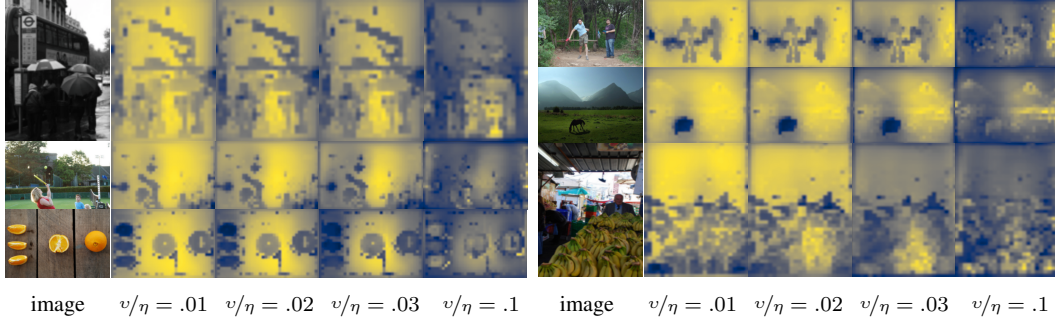 image υ/η = .01 υ/η = .02 υ/η = .03 υ/η = .1 image υ/η = .01 υ/η = .02 υ/η = .03 υ/η = .1